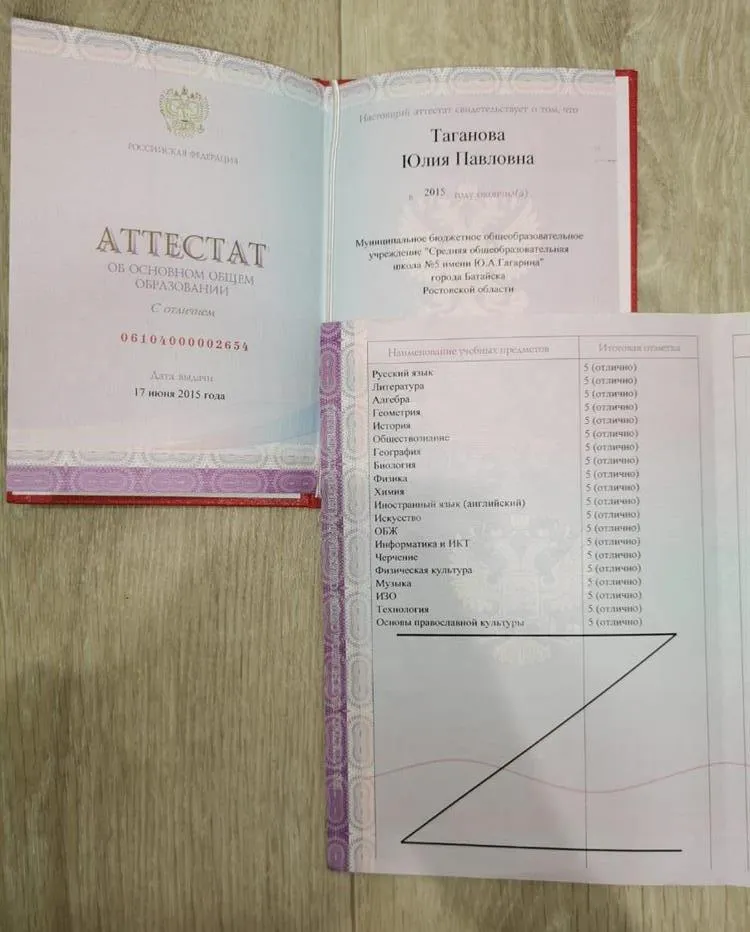 РОССИЙСКАЯ ФЕДЕРАЦИЯ
АТТЕСТАТ
ОБ ОСНОВНОМ ОБЩЕМ
ОБРАЗОВАНИИ
С отличием
06104000002654
Дата выдачи
17 июня 2015 года
Настоящий аттестат свидетельствует о том, что
Таганова
Юлия Павловна
в 2015 году окончил(а)
Муниципальное бюджетное общеобразовательное
учреждение "Средняя общеобразовательная
школа №5 имени Ю.А.Гагарина"
города Батайска
Ростовской области
Наименование учебных предметов Итоговая отметка
Русский язык 5 (отлично)
Литература 5 (отлично)
Алгебра 5 (отлично)
Геометрия 5 (отлично)
История 5 (отлично)
Обществознание 5 (отлично)
География 5 (отлично)
Биология 5 (отлично)
Физика 5 (отлично)
Химия 5 (отлично)
Иностранный язык (английский) 5 (отлично)
Искусство 5 (отлично)
ОБЖ 5 (отлично)
Информатика и ИКТ 5 (отлично)
Черчение 5 (отлично)
Физическая культура 5 (отлично)
Музыка 5 (отлично)
ИЗО 5 (отлично)
Технология 5 (отлично)
Основы православной культуры 5 (отлично)